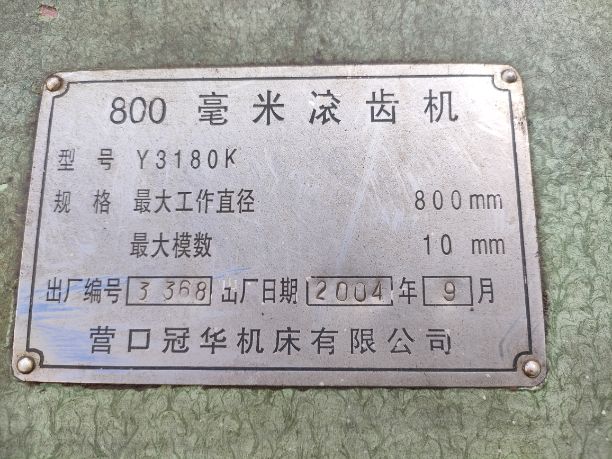 800 毫米滚齿机
型号 Y3180K
规格 最大工作直径 800mm
最大模数 10 mm
出厂编号 3368 出厂日期 2004 年 9 月
营口冠华机床有限公司